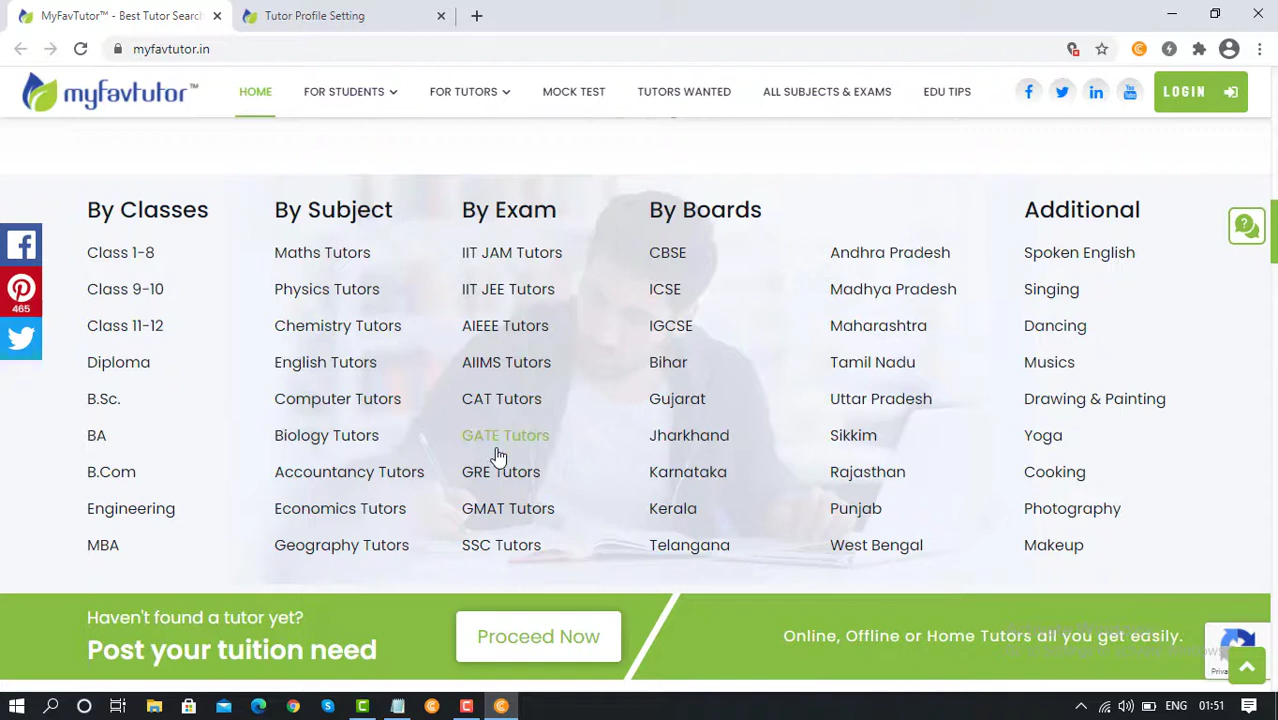 MyFavTutor™ - Best Tutor Search
Tutor Profile Setting
myfavtutor.in
myfavtutor™
HOME
FOR STUDENTS
FOR TUTORS
MOCK TEST
TUTORS WANTED
ALL SUBJECTS & EXAMS
EDU TIPS
LOGIN
By Classes
Class 1-8
Class 9-10
Class 11-12
Diploma
B.Sc.
BA
B.Com
Engineering
MBA
By Subject
Maths Tutors
Physics Tutors
Chemistry Tutors
English Tutors
Computer Tutors
Biology Tutors
Accountancy Tutors
Economics Tutors
Geography Tutors
By Exam
IIT JAM Tutors
IIT JEE Tutors
AIEEE Tutors
AIIMS Tutors
CAT Tutors
GATE Tutors
GRE Tutors
GMAT Tutors
SSC Tutors
By Boards
CBSE
ICSE
IGCSE
Bihar
Gujarat
Jharkhand
Karnataka
Kerala
Telangana
Andhra Pradesh
Madhya Pradesh
Maharashtra
Tamil Nadu
Uttar Pradesh
Sikkim
Rajasthan
Punjab
West Bengal
Additional
Spoken English
Singing
Dancing
Musics
Drawing & Painting
Yoga
Cooking
Photography
Makeup
465
Haven't found a tutor yet?
Post your tuition need
Proceed Now
Online, Offline or Home Tutors all you get easily.
ENG
01:51